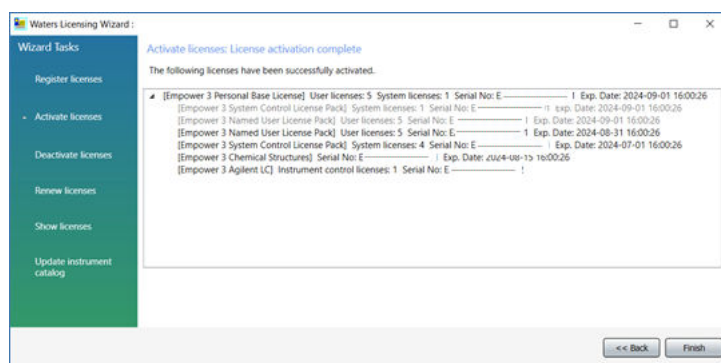 Waters Licensing Wizard :
Wizard Tasks
Register licenses
Activate licenses
Deactivate licenses
Renew licenses
Show licenses
Update instrument
catalog
Activate licenses: License activation complete
The following licenses have been successfully activated.
[Empower 3 Personal Base License] User licenses: 5 System licenses: 1 Serial No: E Exp. Date: 2024-09-01 16:00:26
[Empower 3 System Control License Pack] System licenses: 1 Serial No: E Exp. Date: 2024-09-01 16:00:26
[Empower 3 Named User License Pack] User licenses: 5 Serial No: E Exp. Date: 2024-09-01 16:00:26
[Empower 3 Named User License Pack] User licenses: 5 Serial No: E 1 Exp. Date: 2024-08-31 16:00:26
[Empower 3 System Control License Pack] System licenses: 4 Serial No: E Exp. Date: 2024-07-01 16:00:26
[Empower 3 Chemical Structures] Serial No: E Exp. Date: 2024-08-15 16:00:26
[Empower 3 Agilent LC] Instrument control licenses: 1 Serial No: E
<< Back
Finish